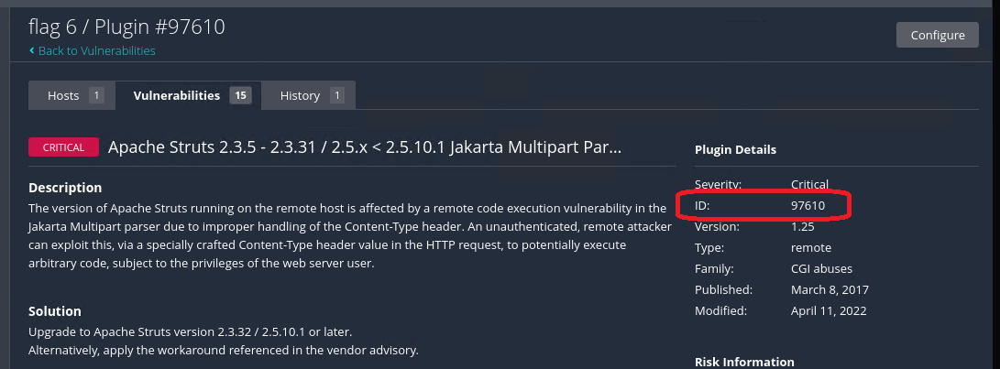 flag 6 / Plugin #97610
Configure
Back to Vulnerabilities
Hosts 1 Vulnerabilities 15 History 1
CRITICAL Apache Struts 2.3.5 - 2.3.31 / 2.5.x < 2.5.10.1 Jakarta Multipart Par...
Description
The version of Apache Struts running on the remote host is affected by a remote code execution vulnerability in the
Jakarta Multipart parser due to improper handling of the Content-Type header. An unauthenticated, remote attacker
can exploit this, via a specially crafted Content-Type header value in the HTTP request, to potentially execute
arbitrary code, subject to the privileges of the web server user.
Solution
Upgrade to Apache Struts version 2.3.32 / 2.5.10.1 or later.
Alternatively, apply the workaround referenced in the vendor advisory.
Plugin Details
Severity: Critical
ID: 97610
Version: 1.25
Type: remote
Family: CGI abuses
Published: March 8, 2017
Modified: April 11, 2022
Risk Information